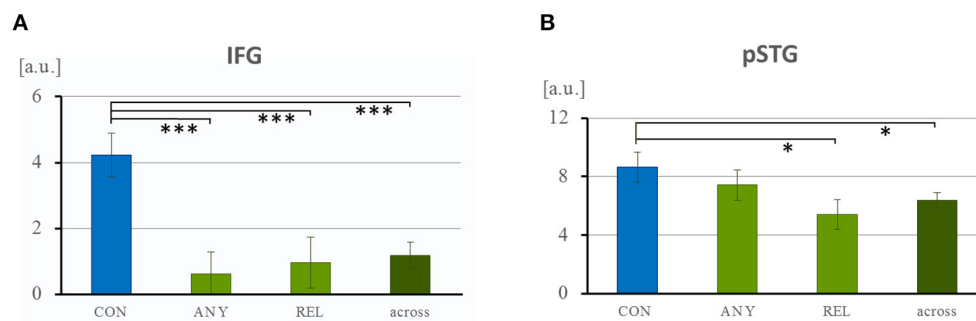 A
IFG
[a.u.]
6
4
2
0
***
***
***
CON ANY REL across
B
pSTG
[a.u.]
12
8
4
0
*
*
CON ANY REL across